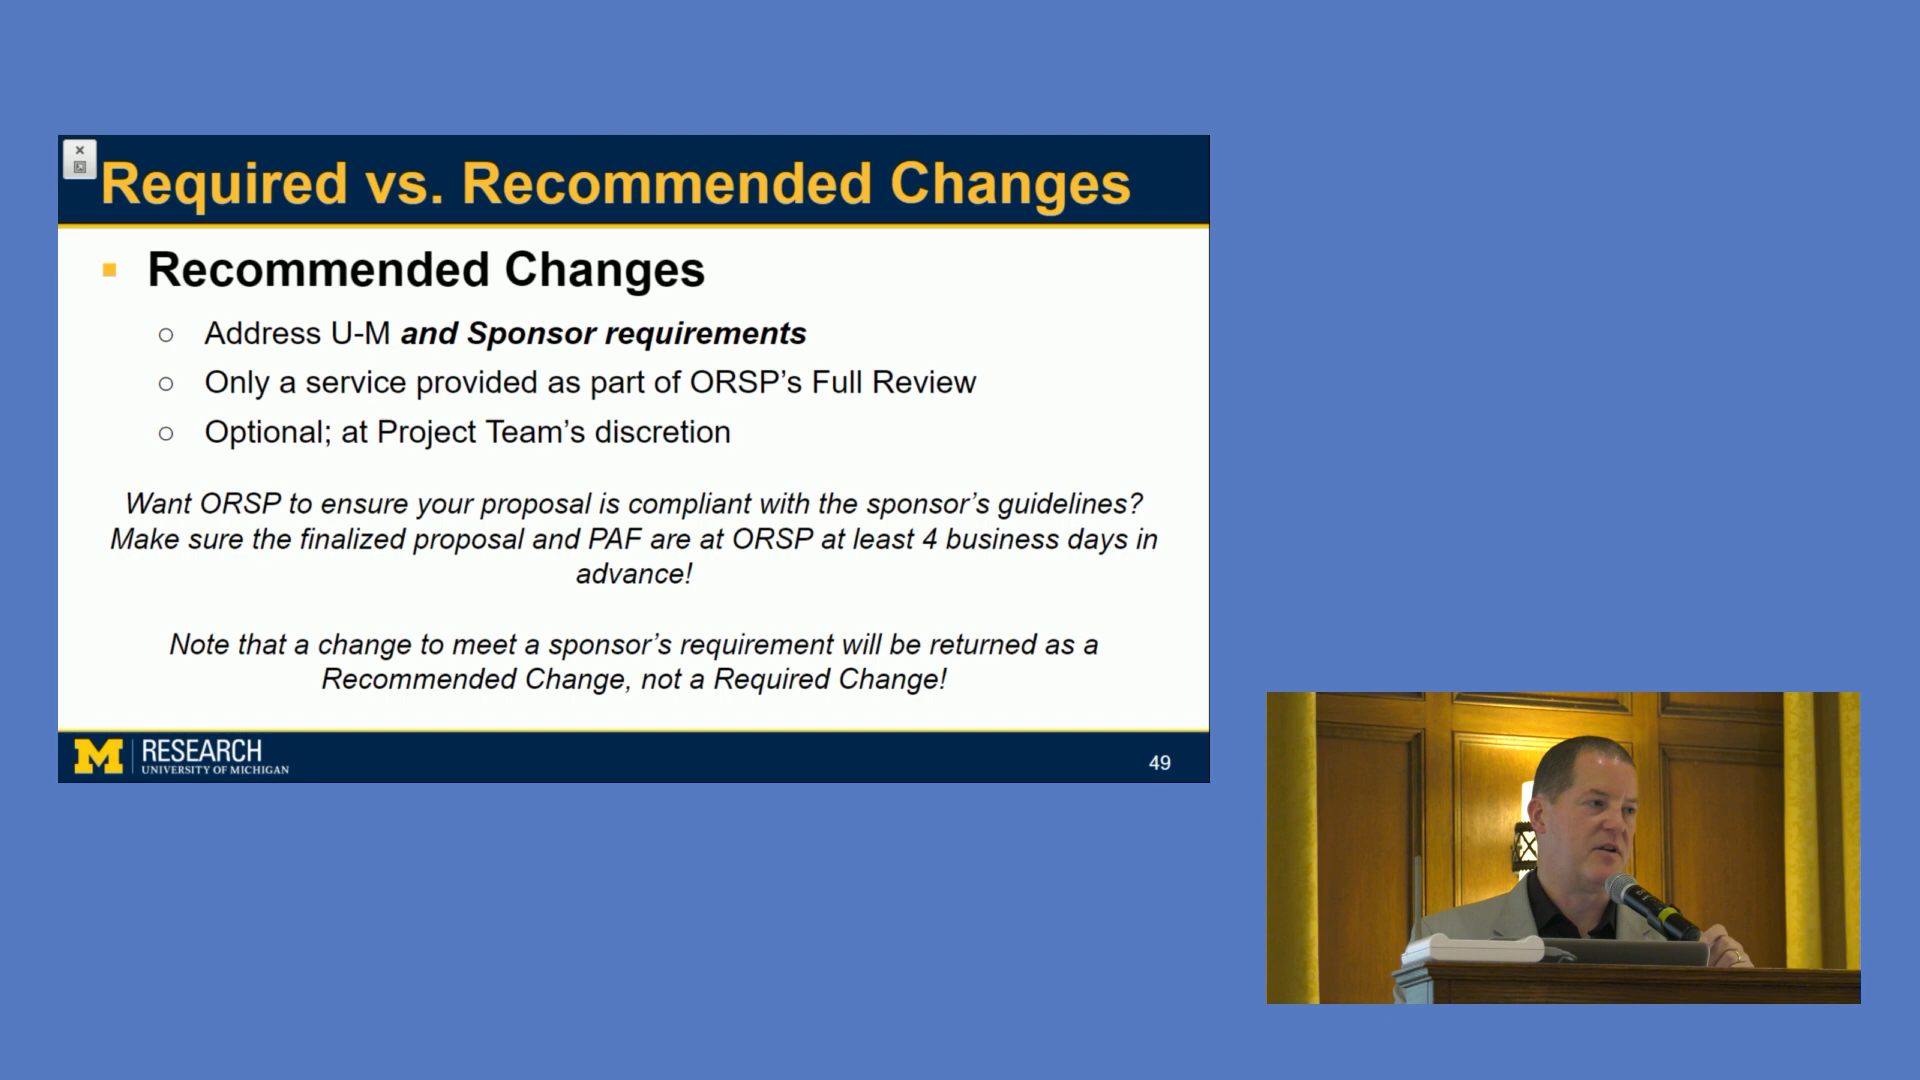 Required vs. Recommended Changes
▪ Recommended Changes
○ Address U-M and Sponsor requirements
○ Only a service provided as part of ORSP's Full Review
○ Optional; at Project Team's discretion
Want ORSP to ensure your proposal is compliant with the sponsor's guidelines?
Make sure the finalized proposal and PAF are at ORSP at least 4 business days in
advance!
Note that a change to meet a sponsor's requirement will be returned as a
Recommended Change, not a Required Change!
M RESEARCH
UNIVERSITY OF MICHIGAN
49